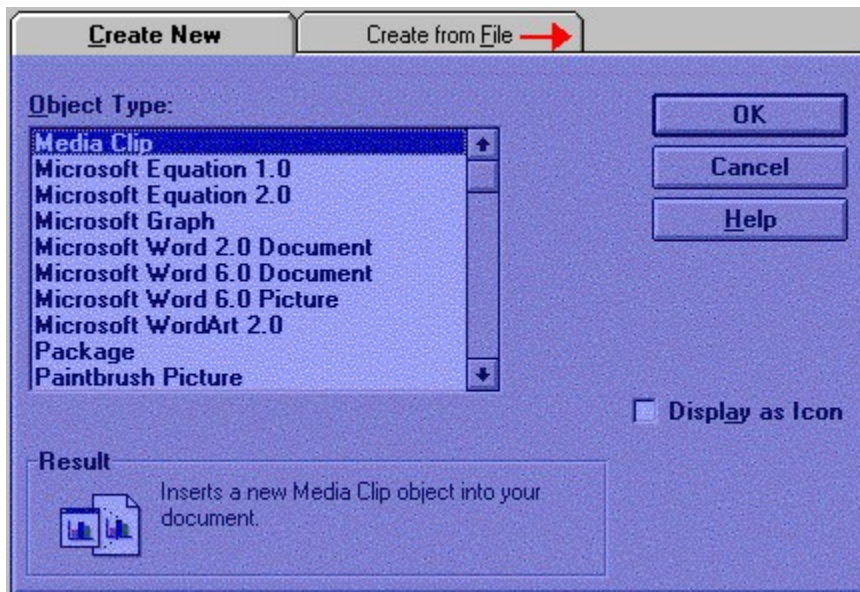 Create New
Create from File
Object Type:
Media Clip
Microsoft Equation 1.0
Microsoft Equation 2.0
Microsoft Graph
Microsoft Word 2.0 Document
Microsoft Word 6.0 Document
Microsoft Word 6.0 Picture
Microsoft WordArt 2.0
Package
Paintbrush Picture
OK
Cancel
Help
Display as Icon
Result
Inserts a new Media Clip object into your
document.